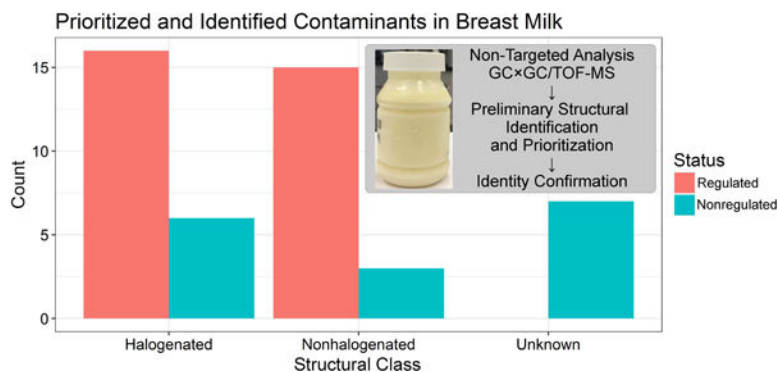 Prioritized and Identified Contaminants in Breast Milk
Count
15
10
5
0
Non-Targeted Analysis
GC×GC/TOF-MS
↓
Preliminary Structural
Identification
and Prioritization
↓
Identity Confirmation
Status
Regulated
Nonregulated
Halogenated
Nonhalogenated
Unknown
Structural Class